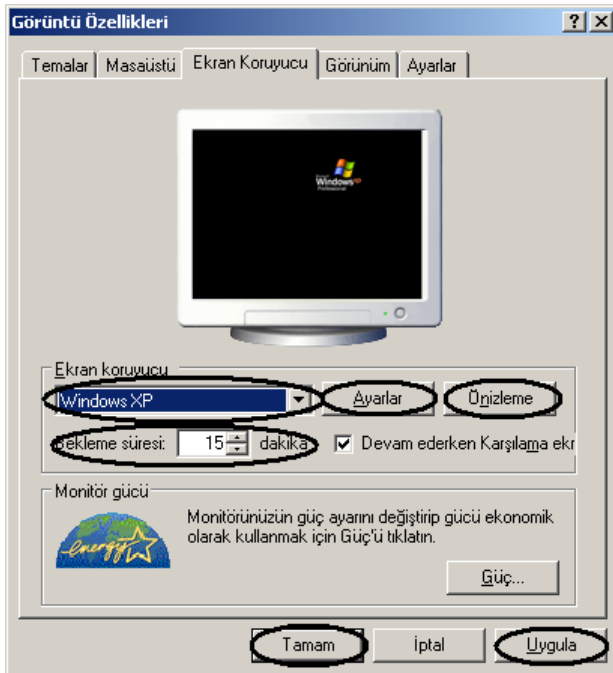 Görüntü Özellikleri
Temalar Masaüstü Ekran Koruyucu Görünüm Ayarlar
Windows xp
Professional
Ekran koruyucu
Windows XP Ayarlar Önizleme
Bekleme süresi: 15 dakika Devam ederken Karşılama ekr
Monitör gücü
energy
Monitörünüzün güç ayarını değiştirip gücü ekonomik
olarak kullanmak için Güç'ü tıklatın.
Güç...
Tamam İptal Uygula